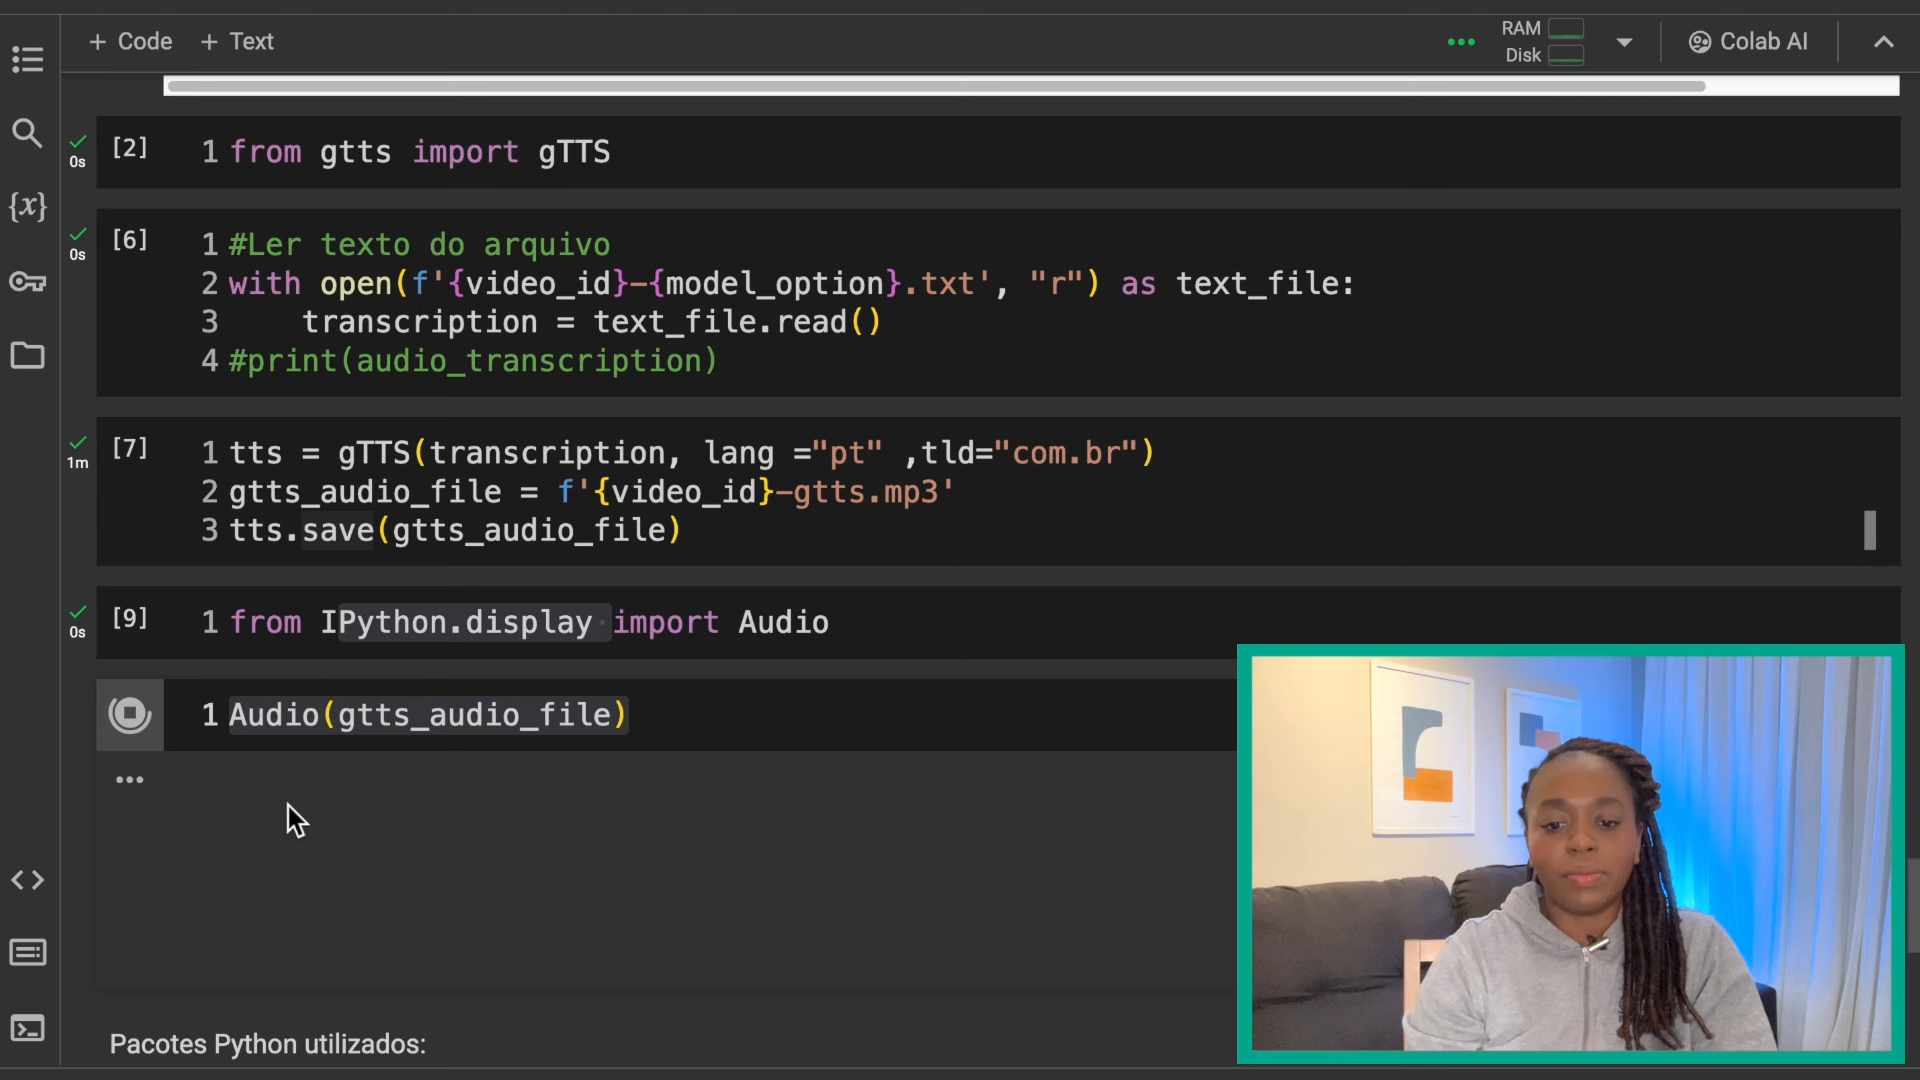 + Code + Text
RAM
Disk
Colab AI
0s
[2]
1 from gtts import gTTS
0s
[6]
1 #Ler texto do arquivo
2 with open(f'{video_id}-{model_option}.txt', "r") as text_file:
3     transcription = text_file.read()
4 #print(audio_transcription)
1m
[7]
1 tts = gTTS(transcription, lang ="pt" ,tld="com.br")
2 gtts_audio_file = f'{video_id}-gtts.mp3'
3 tts.save(gtts_audio_file)
0s
[9]
1 from IPython.display import Audio
1 Audio(gtts_audio_file)
Pacotes Python utilizados: